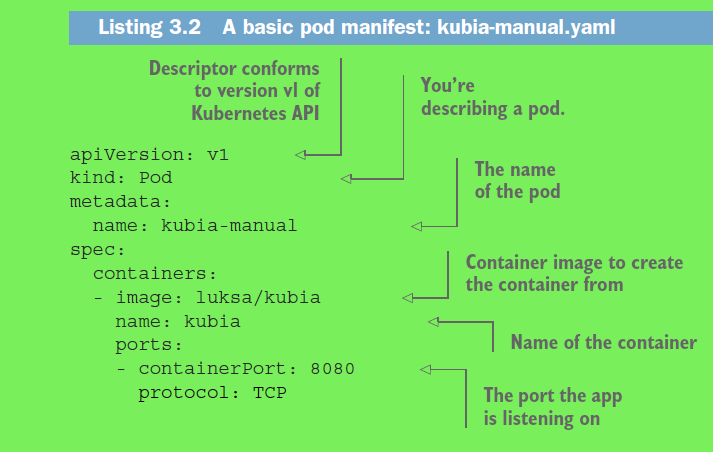 Listing 3.2 A basic pod manifest: kubia-manual.yaml
Descriptor conforms
to version vl of
Kubernetes API
You're
describing a pod.
apiVersion: v1
kind: Pod
metadata:
  name: kubia-manual
The name
of the pod
spec:
  containers:
  - image: luksa/kubia
    name: kubia
    ports:
    - containerPort: 8080
      protocol: TCP
Container image to create
the container from
Name of the container
The port the app
is listening on